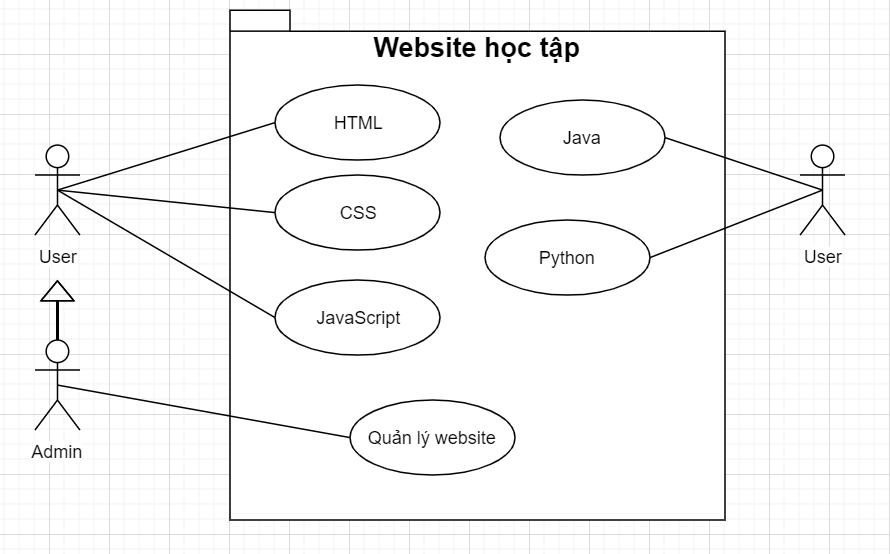 Website học tập
HTML
Java
CSS
User
Python
User
JavaScript
Admin
Quản lý website